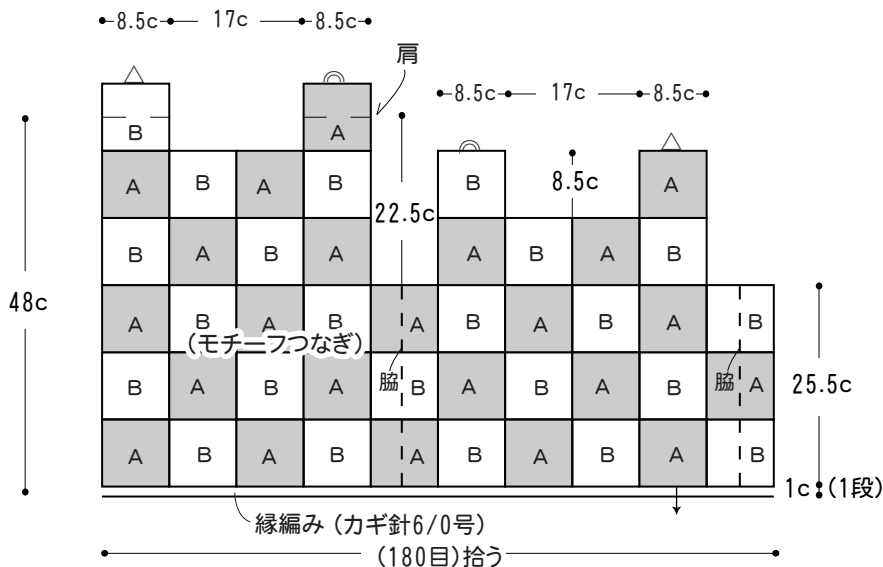 8.5c 17c 8.5c
肩
8.5c 17c 8.5c
B A
A B A B 22.5c B 8.5c A
48c B A B A A B A B
A B A B A B A B A B
(モチーフつなぎ)
脇 脇
B A B A B A B A B A 25.5c
A B A B A B A B A B
1c (1段)
縁編み (カギ針6/0号)
(180目)拾う